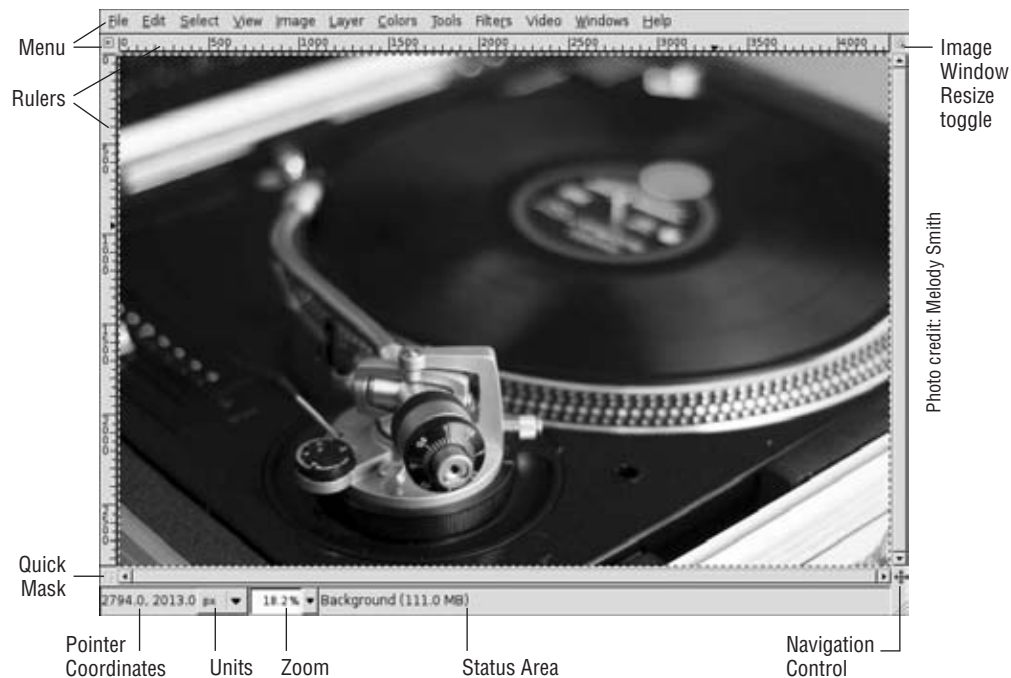 File Edit Select View Image Layer Colors Tools Filters Video Windows Help
Menu
0 500 1000 1500 2000 2500 3000 3500 4000
Image
Window
Resize
toggle
Rulers
Photo credit: Melody Smith
Quick
Mask
2794.0, 2013.0 px 18.2% Background (111.0 MB)
Pointer
Coordinates
Units
Zoom
Status Area
Navigation
Control